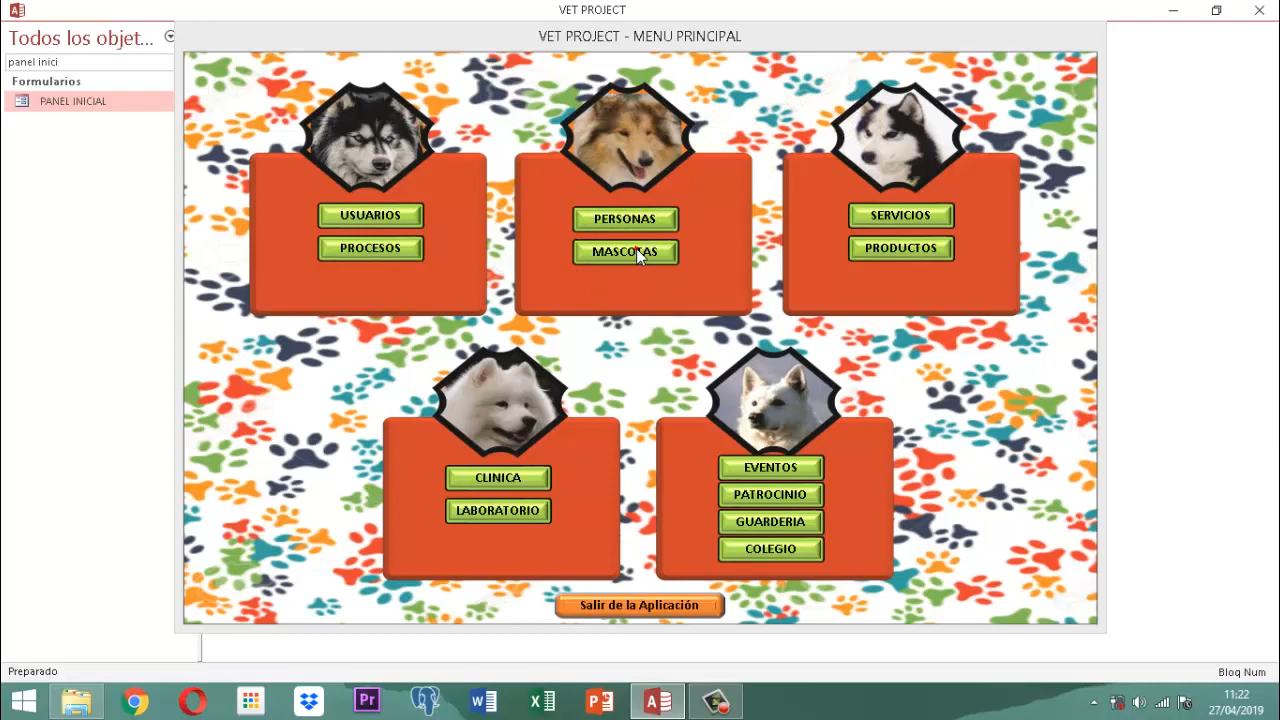 VET PROJECT
Todos los objet...
panel inici
Formularios
PANEL INICIAL
VET PROJECT - MENU PRINCIPAL
USUARIOS
PROCESOS
PERSONAS
MASCOTAS
SERVICIOS
PRODUCTOS
CLINICA
LABORATORIO
EVENTOS
PATROCINIO
GUARDERIA
COLEGIO
Salir de la Aplicación
Preparado
Bloq Num
Pr
11:22
27/04/2019